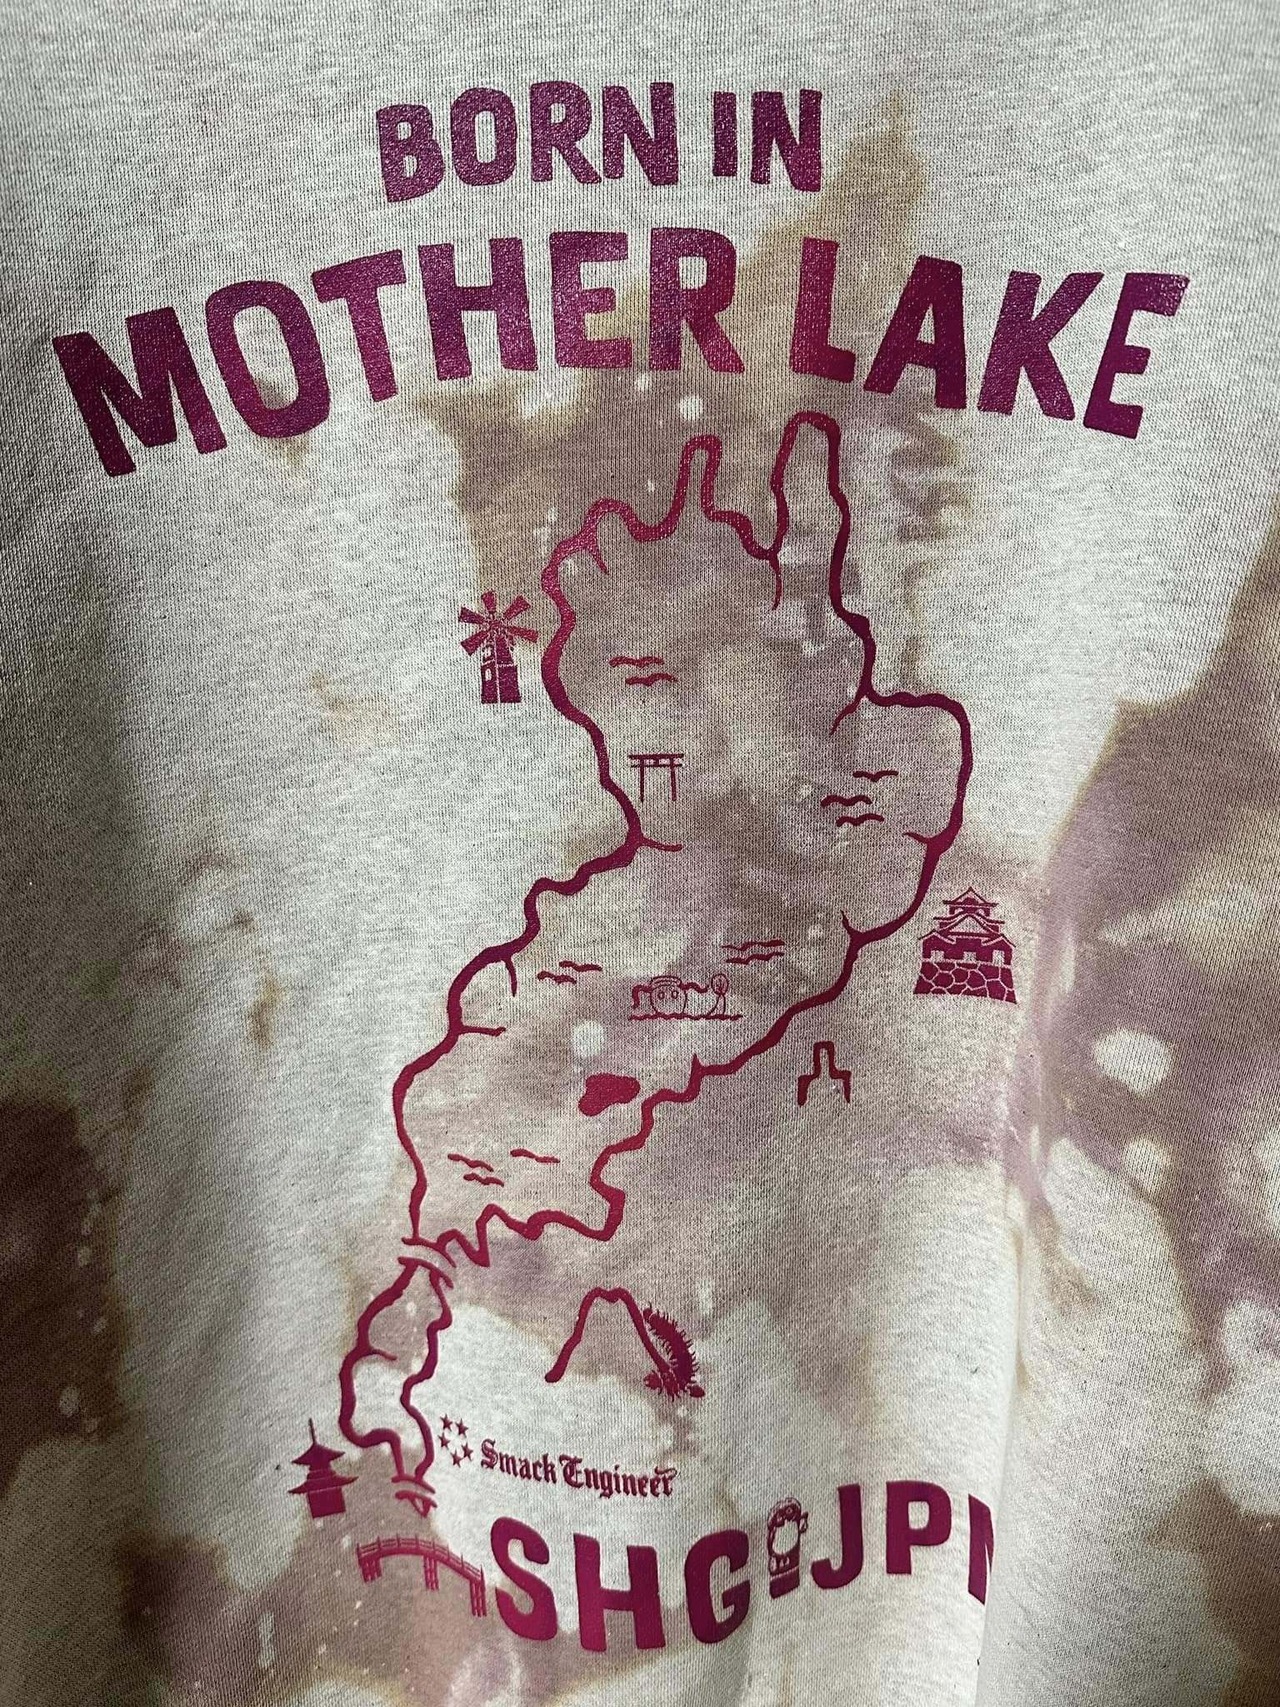 BORN IN
MOTHER LAKE
Smack Engineer
SHG JPN